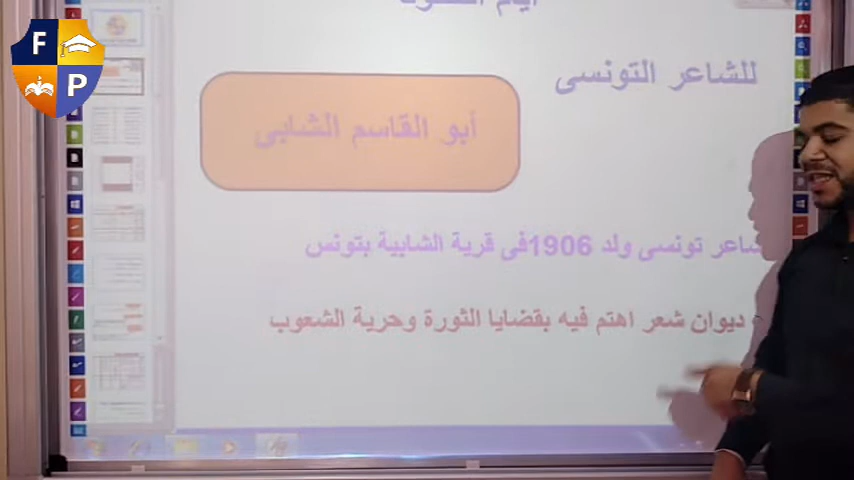 F
P
أيام
للشاعر التونسى
أبو القاسم الشابى
شاعر تونسى ولد 1906فى قرية الشابية بتونس
ديوان شعر اهتم فيه بقضايا الثورة وحرية الشعوب